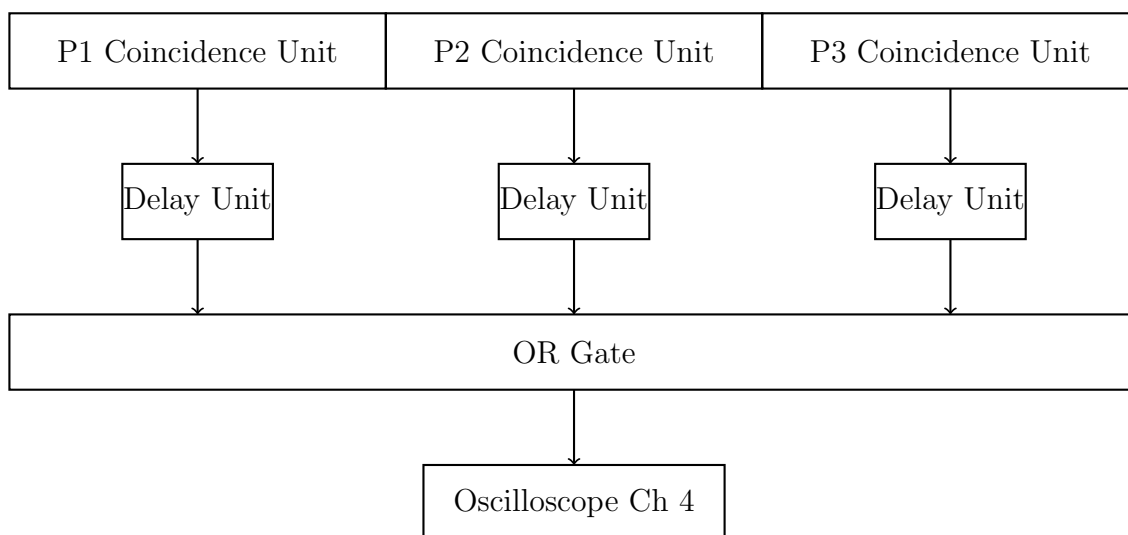 P1 Coincidence Unit
P2 Coincidence Unit
P3 Coincidence Unit
Delay Unit
Delay Unit
Delay Unit
OR Gate
Oscilloscope Ch 4